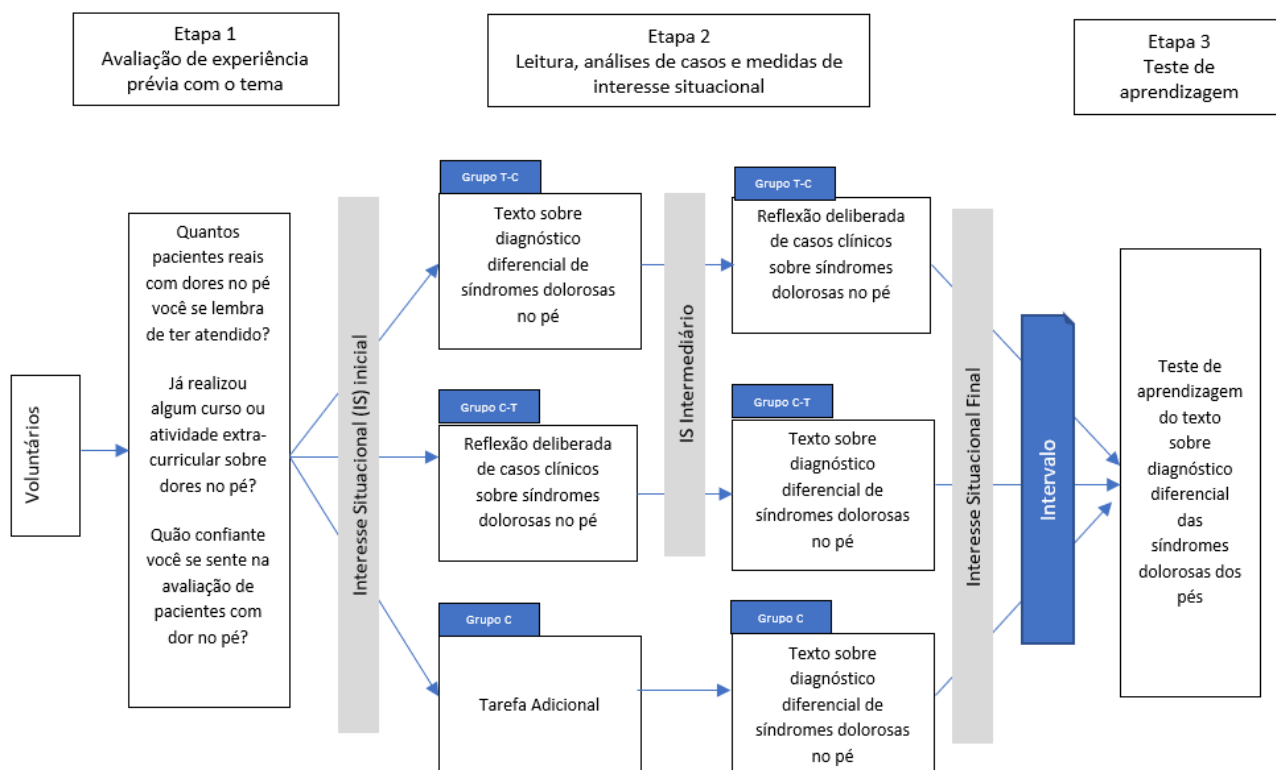 Etapa 1
Avaliação de experiência
prévia com o tema
Etapa 2
Leitura, análises de casos e medidas de
interesse situacional
Etapa 3
Teste de
aprendizagem
Voluntários
Quantos
pacientes reais
com dores no pé
você se lembra
de ter atendido?
Já realizou
algum curso ou
atividade extra-
curricular sobre
dores no pé?
Quão confiante
você se sente na
avaliação de
pacientes com
dor no pé?
Interesse Situacional (IS) inicial
Grupo T-C
Texto sobre
diagnóstico
diferencial de
síndromes dolorosas
no pé
Grupo C-T
Reflexão deliberada
de casos clínicos
sobre síndromes
dolorosas no pé
Grupo C
Tarefa Adicional
IS Intermediário
Grupo T-C
Reflexão deliberada
de casos clínicos
sobre síndromes
dolorosas no pé
Grupo C-T
Texto sobre
diagnóstico
diferencial de
síndromes dolorosas
no pé
Grupo C
Texto sobre
diagnóstico
diferencial de
síndromes dolorosas
no pé
Interesse Situacional Final
Intervalo
Teste de
aprendizagem
do texto sobre
diagnóstico
diferencial
das
síndromes
dolorosas dos
pés